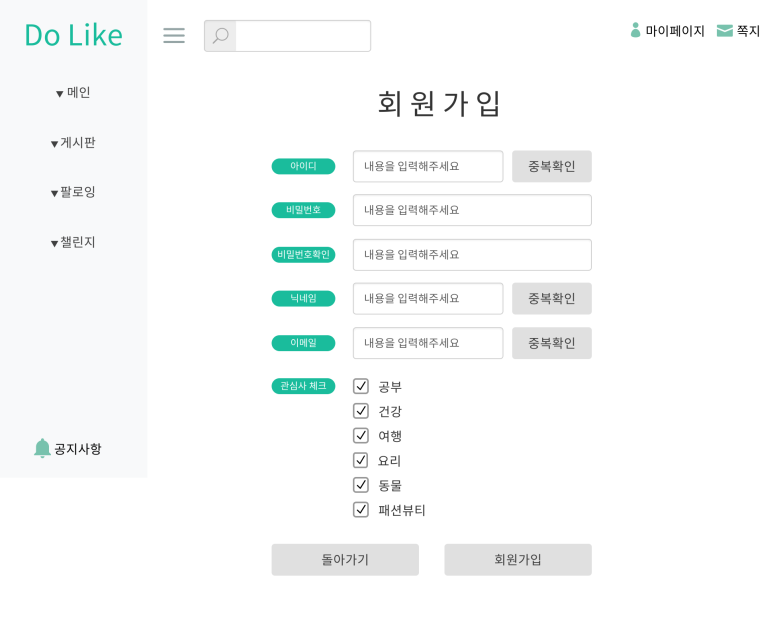 Do Like
마이페이지 쪽지
▼ 메인
▼게시판
▼팔로잉
▼챌린지
공지사항
회 원 가 입
아이디 내용을 입력해주세요 중복확인
비밀번호 내용을 입력해주세요
비밀번호확인 내용을 입력해주세요
닉네임 내용을 입력해주세요 중복확인
이메일 내용을 입력해주세요 중복확인
관심사 체크 공부
건강
여행
요리
동물
패션뷰티
돌아가기 회원가입